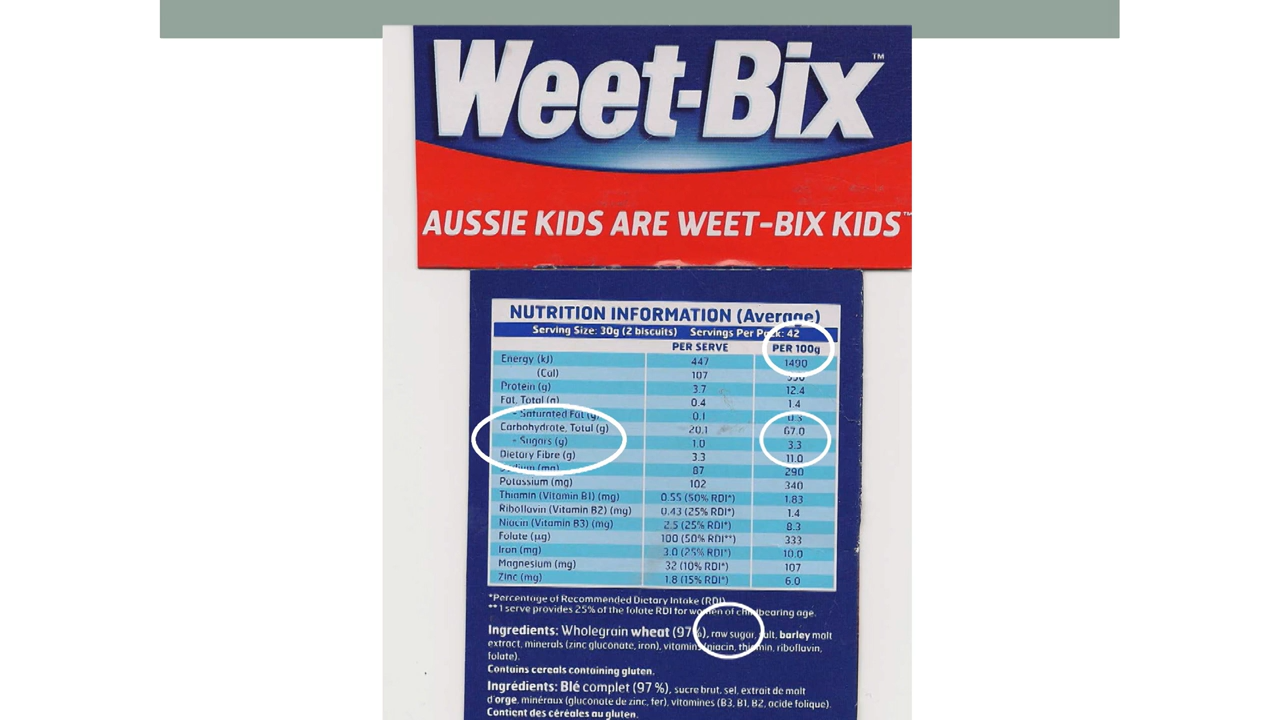 Weet-Bix™
AUSSIE KIDS ARE WEET-BIX KIDS™
NUTRITION INFORMATION (Average)
Serving Size: 30g (2 biscuits) Servings Per Pack: 42
PER SERVE PER 100g
Energy (kJ) 447 1490
(Cal) 107
Protein (g) 3.7 12.4
Fat, Total (g) 0.4 1.4
- Saturated Fat (g) 0.1 0.3
Carbohydrate, Total (g) 20.1 67.0
- Sugars (g) 1.0 3.3
Dietary Fibre (g) 3.3 11.0
Sodium (mg) 87 290
Potassium (mg) 102 340
Thiamin (Vitamin B1) (mg) 0.55 (50% RDI*) 1.83
Riboflavin (Vitamin B2) (mg) 0.43 (25% RDI*) 1.4
Niacin (Vitamin B3) (mg) 2.5 (25% RDI*) 8.3
Folate (µg) 100 (50% RDI**) 333
Iron (mg) 3.0 (25% RDI*) 10.0
Magnesium (mg) 32 (10% RDI*) 107
Zinc (mg) 1.8 (15% RDI*) 6.0
*Percentage of Recommended Dietary Intake (RDI)
**1 serve provides 25% of the folate RDI for women of childbearing age.
Ingredients: Wholegrain wheat (97%), raw sugar, salt, barley malt
extract, minerals (zinc gluconate, iron), vitamins (niacin, thiamin, riboflavin,
folate).
Contains cereals containing gluten.
Ingrédients: Blé complet (97 %), sucre brut, sel, extrait de malt
d'orge, minéraux (gluconate de zinc, fer), vitamines (B3, B1, B2, acide folique).
Contient des céréales au gluten.